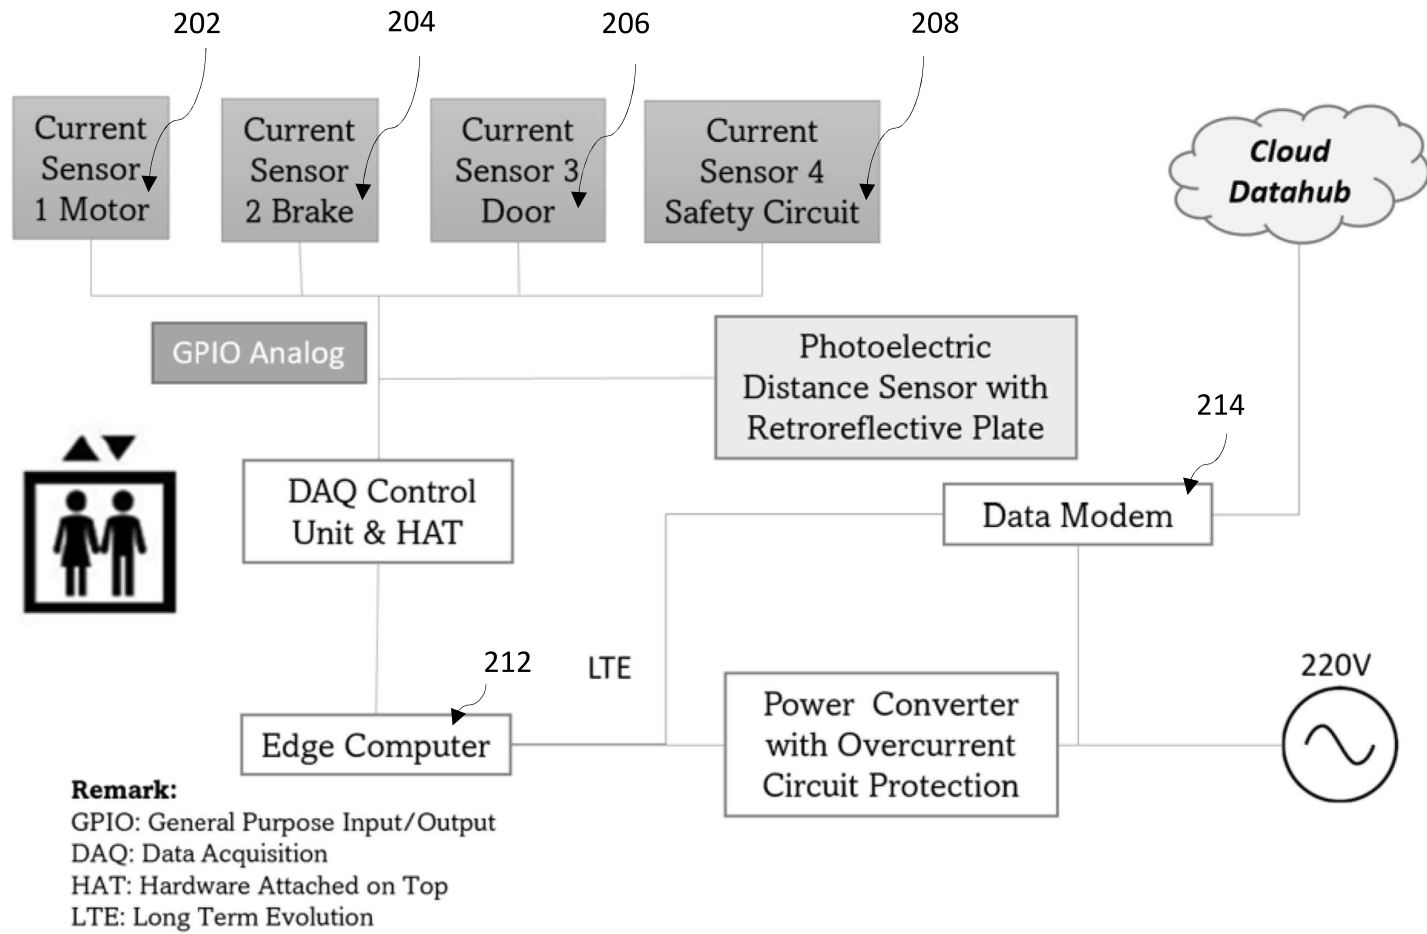 202
204
206
208
Current
Sensor
1 Motor
Current
Sensor
2 Brake
Current
Sensor 3
Door
Current
Sensor 4
Safety Circuit
Cloud
Datahub
GPIO Analog
Photoelectric
Distance Sensor with
Retroreflective Plate
214
DAQ Control
Unit & HAT
Data Modem
212
LTE
220V
Edge Computer
Power Converter
with Overcurrent
Circuit Protection
Remark:
GPIO: General Purpose Input/Output
DAQ: Data Acquisition
HAT: Hardware Attached on Top
LTE: Long Term Evolution